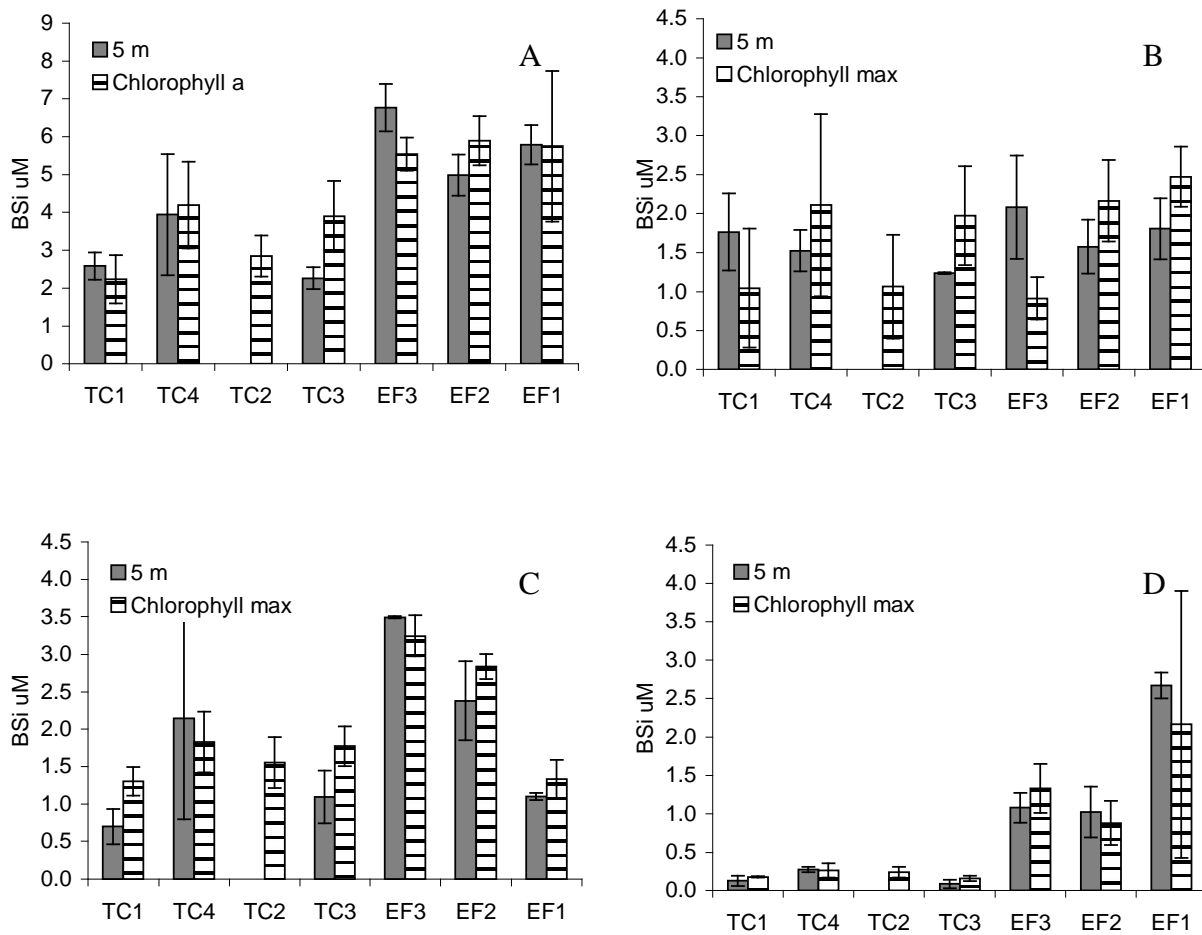 A
9
8
7
6
5
4
3
2
1
0
BSi uM
5 m
Chlorophyll a
TC1 TC4 TC2 TC3 EF3 EF2 EF1
B
4.5
4.0
3.5
3.0
2.5
2.0
1.5
1.0
0.5
0.0
BSi uM
5 m
Chlorophyll max
TC1 TC4 TC2 TC3 EF3 EF2 EF1
C
4.5
4.0
3.5
3.0
2.5
2.0
1.5
1.0
0.5
0.0
BSi uM
5 m
Chlorophyll max
TC1 TC4 TC2 TC3 EF3 EF2 EF1
D
4.5
4.0
3.5
3.0
2.5
2.0
1.5
1.0
0.5
0.0
BSi uM
5 m
Chlorophyll max
TC1 TC4 TC2 TC3 EF3 EF2 EF1